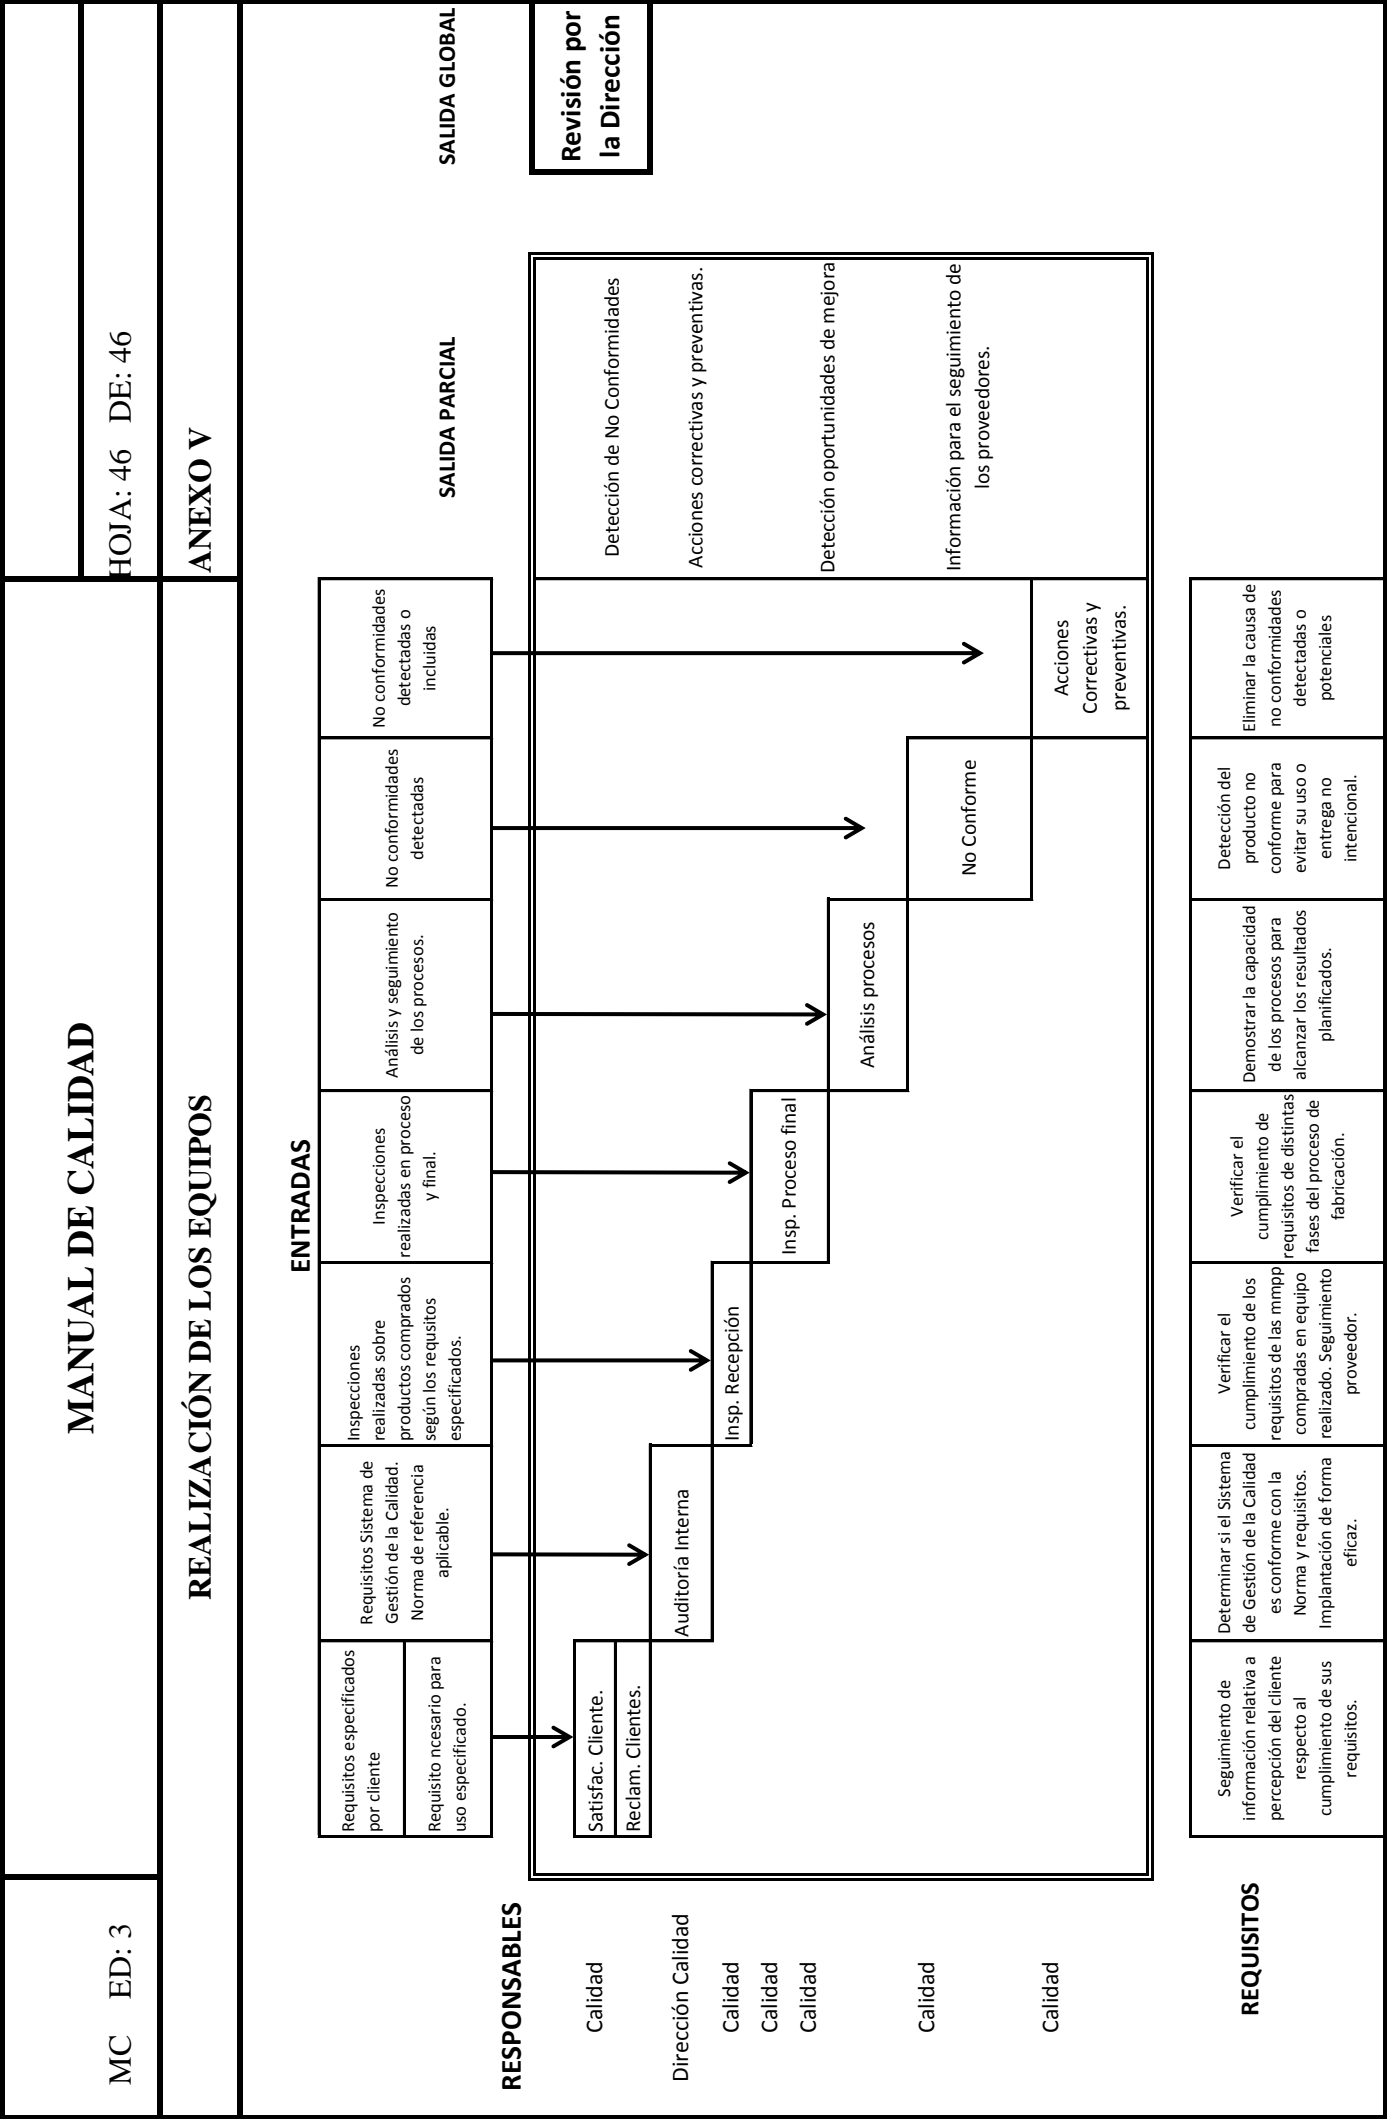 MC ED: 3
MANUAL DE CALIDAD
HOJA: 46 DE: 46
REALIZACIÓN DE LOS EQUIPOS
ANEXO V
ENTRADAS
Requisitos especificados
por cliente
Requisito ncesario para
uso especificado.
Requisitos Sistema de
Gestión de la Calidad.
Norma de referencia
aplicable.
Inspecciones
realizadas sobre
productos comprados
según los requsitos
especificados.
Inspecciones
realizadas en proceso
y final.
Análisis y seguimiento
de los procesos.
No conformidades
detectadas
No conformidades
detectadas o
incluidas
SALIDA PARCIAL
SALIDA GLOBAL
RESPONSABLES
Calidad
Dirección Calidad
Calidad
Calidad
Calidad
Calidad
Calidad
Satisfac. Cliente.
Reclam. Clientes.
Auditoría Interna
Insp. Recepción
Insp. Proceso final
Análisis procesos
No Conforme
Acciones
Correctivas y
preventivas.
Detección de No Conformidades
Acciones correctivas y preventivas.
Detección oportunidades de mejora
Información para el seguimiento de
los proveedores.
Revisión por
la Dirección
REQUISITOS
Seguimiento de
información relativa a
percepción del cliente
respecto al
cumplimiento de sus
requisitos.
Determinar si el Sistema
de Gestión de la Calidad
es conforme con la
Norma y requisitos.
Implantación de forma
eficaz.
Verificar el
cumplimiento de los
requisitos de las mmpp
compradas en equipo
realizado. Seguimiento
proveedor.
Verificar el
cumplimiento de
requisitos de distintas
fases del proceso de
fabricación.
Demostrar la capacidad
de los procesos para
alcanzar los resultados
planificados.
Detección del
producto no
conforme para
evitar su uso o
entrega no
intencional.
Eliminar la causa de
no conformidades
detectadas o
potenciales